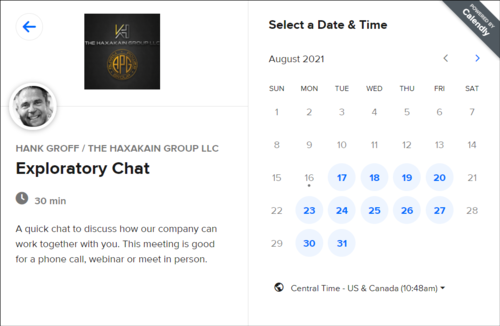 THE HAXAKAIN GROUP LLC
APG
HANK GROFF / THE HAXAKAIN GROUP LLC
Exploratory Chat
30 min
A quick chat to discuss how our company can
work together with you. This meeting is good
for a phone call, webinar or meet in person.
POWERED BY
Calendly
Select a Date & Time
August 2021
SUN MON TUE WED THU FRI SAT
1 2 3 4 5 6 7
8 9 10 11 12 13 14
15 16 17 18 19 20 21
22 23 24 25 26 27 28
29 30 31
Central Time - US & Canada (10:48am)